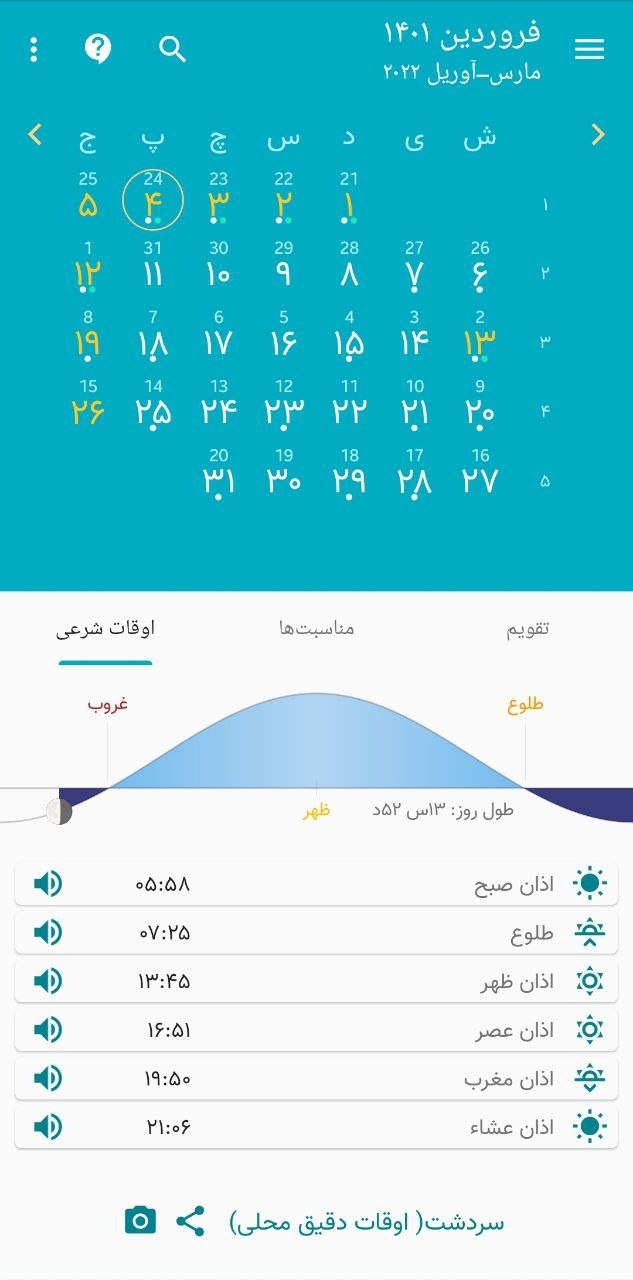 فروردین ۱۴۰۱
مارس–آوریل ۲۰۲۲
ش ی د س چ پ ج
21 22 23 24 25
۱ ۱ ۲ ۳ ۴ ۵
26 27 28 29 30 31 1
۲ ۶ ۷ ۸ ۹ ۱۰ ۱۱ ۱۲
2 3 4 5 6 7 8
۳ ۱۳ ۱۴ ۱۵ ۱۶ ۱۷ ۱۸ ۱۹
9 10 11 12 13 14 15
۴ ۲۰ ۲۱ ۲۲ ۲۳ ۲۴ ۲۵ ۲۶
16 17 18 19 20
۵ ۲۷ ۲۸ ۲۹ ۳۰ ۳۱
تقویم مناسبت‌ها اوقات شرعی
طلوع غروب
طول روز: ۱۳س ۵۲د ظهر
اذان صبح ۰۵:۵۸
طلوع ۰۷:۲۵
اذان ظهر ۱۳:۴۵
اذان عصر ۱۶:۵۱
اذان مغرب ۱۹:۵۰
اذان عشاء ۲۱:۰۶
سردشت( اوقات دقیق محلی)